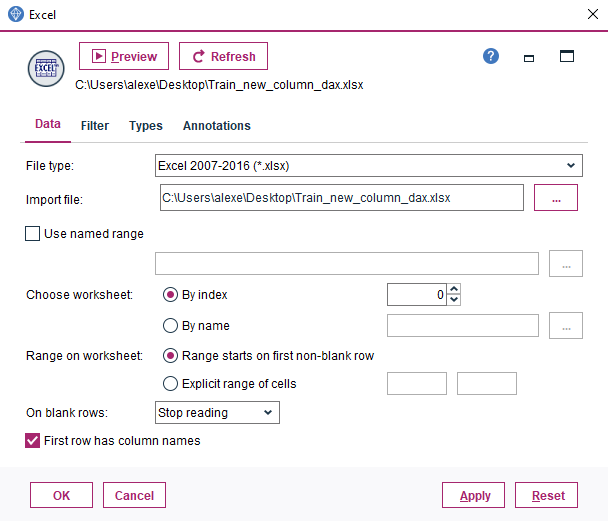 Excel
EXCEL
Preview
Refresh
?
C:\Users\alexe\Desktop\Train_new_column_dax.xlsx
Data Filter Types Annotations
File type: Excel 2007-2016 (*.xlsx)
Import file: C:\Users\alexe\Desktop\Train_new_column_dax.xlsx ...
Use named range
...
Choose worksheet: By index 0
By name ...
Range on worksheet: Range starts on first non-blank row
Explicit range of cells
On blank rows: Stop reading
First row has column names
OK Cancel Apply Reset